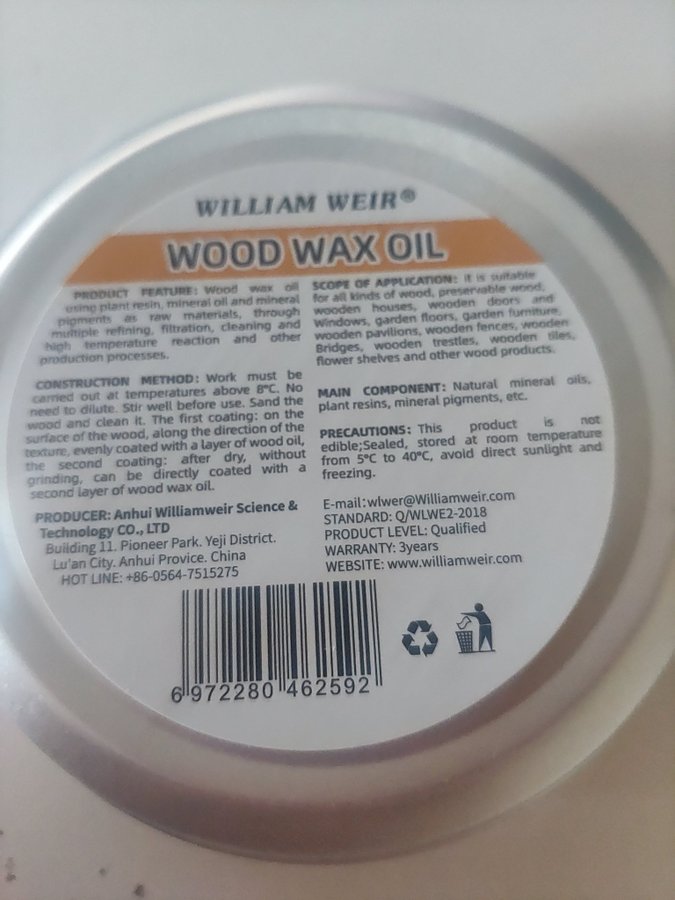 WILLIAM WEIR®
WOOD WAX OIL
PRODUCT FEATURE: Wood wax oil
using plant resin, mineral oil and mineral
pigments as raw materials, through
multiple refining, filtration, cleaning and
high temperature reaction and other
production processes.
CONSTRUCTION METHOD: Work must be
carried out at temperatures above 8℃. No
need to dilute. Stir well before use. Sand the
wood and clean it. The first coating: on the
surface of the wood, along the direction of the
texture, evenly coated with a layer of wood oil,
the second coating: after dry, without
grinding, can be directly coated with a
second layer of wood wax oil.
PRODUCER: Anhui Williamweir Science &
Technology CO., LTD
Building 11. Pioneer Park. Yeji District.
Lu'an City. Anhui Provice. China
HOT LINE: +86-0564-7515275
SCOPE OF APPLICATION: It is suitable
for all kinds of wood, preservable wood,
wooden houses, wooden doors and
Windows, garden floors, garden furniture,
wooden pavilions, wooden fences, wooden
Bridges, wooden trestles, wooden tiles,
flower shelves and other wood products.
MAIN COMPONENT: Natural mineral oils,
plant resins, mineral pigments, etc.
PRECAUTIONS: This product is not
edible;Sealed, stored at room temperature
from 5℃ to 40℃, avoid direct sunlight and
freezing.
E-mail:wlwer@Williamweir.com
STANDARD: Q/WLWE2-2018
PRODUCT LEVEL: Qualified
WARRANTY: 3years
WEBSITE: www.williamweir.com
6 972280 462592